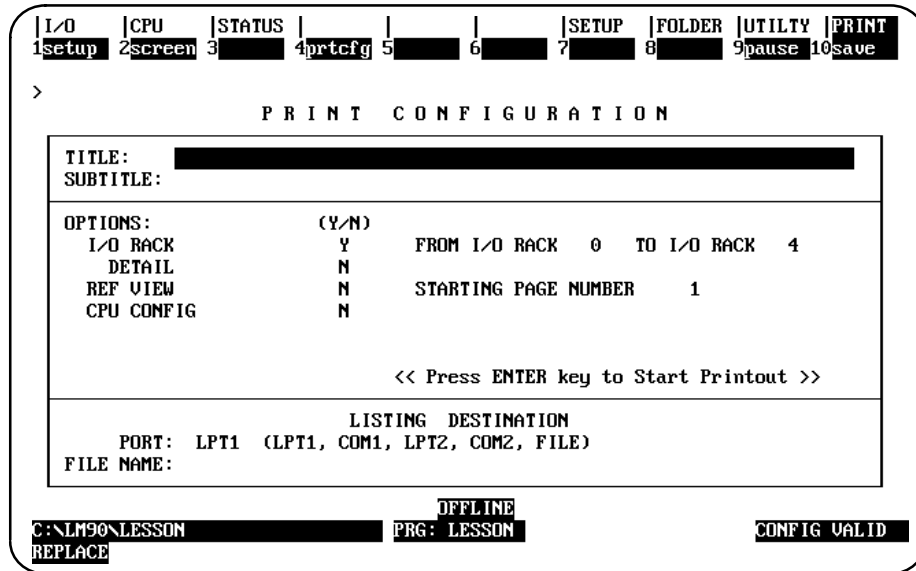 |I/O |CPU |STATUS | | | |SETUP |FOLDER |UTILTY |PRINT
1setup 2screen 3 4prtcfg 5 6 7 8 9pause 10save
>
P R I N T C O N F I G U R A T I O N
TITLE:
SUBTITLE:
OPTIONS: (Y/N)
I/O RACK Y FROM I/O RACK 0 TO I/O RACK 4
DETAIL N
REF VIEW N STARTING PAGE NUMBER 1
CPU CONFIG N
<< Press ENTER key to Start Printout >>
LISTING DESTINATION
PORT: LPT1 (LPT1, COM1, LPT2, COM2, FILE)
FILE NAME:
OFFLINE
C:\LM90\LESSON PRG: LESSON CONFIG VALID
REPLACE